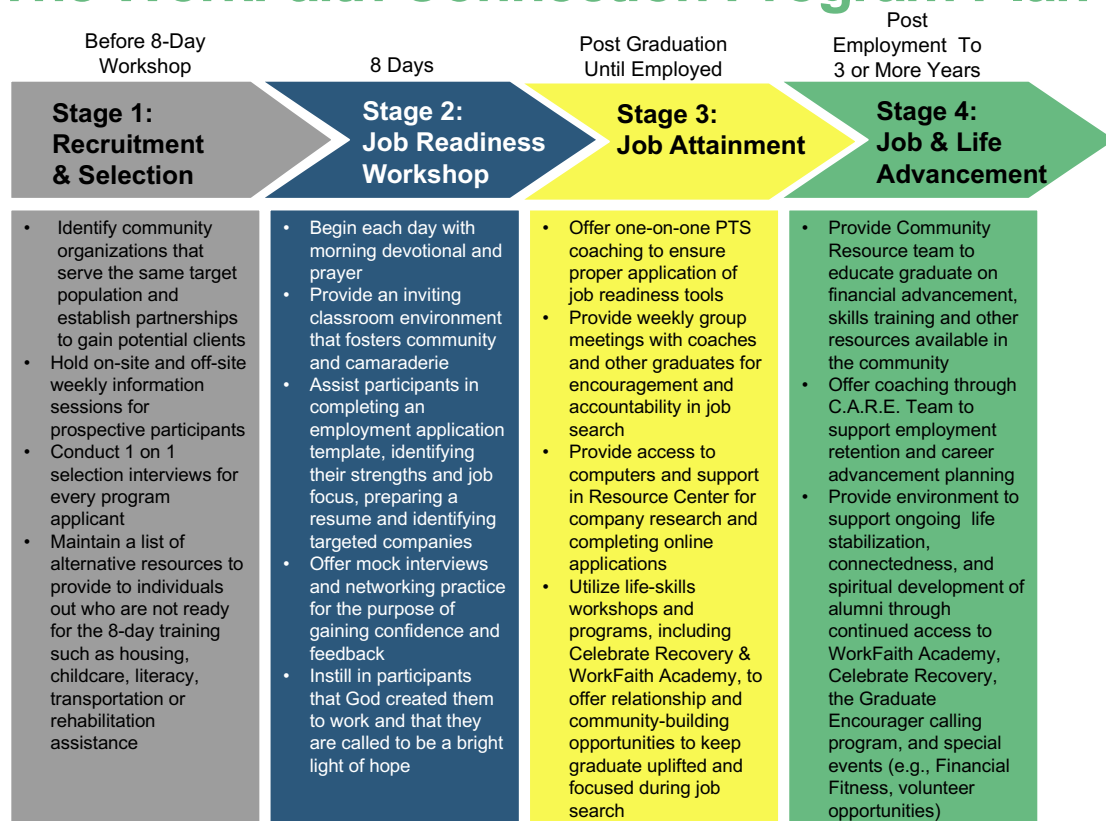 The WorkFaith Connection Program Plan
Before 8-Day
Workshop
8 Days
Post Graduation
Until Employed
Post
Employment To
3 or More Years
Stage 1:
Recruitment
& Selection
Stage 2:
Job Readiness
Workshop
Stage 3:
Job Attainment
Stage 4:
Job & Life
Advancement
• Identify community
organizations that
serve the same target
population and
establish partnerships
to gain potential clients
• Hold on-site and off-site
weekly information
sessions for
prospective participants
• Conduct 1 on 1
selection interviews for
every program
applicant
• Maintain a list of
alternative resources to
provide to individuals
out who are not ready
for the 8-day training
such as housing,
childcare, literacy,
transportation or
rehabilitation
assistance
• Begin each day with
morning devotional and
prayer
• Provide an inviting
classroom environment
that fosters community
and camaraderie
• Assist participants in
completing an
employment application
template, identifying
their strengths and job
focus, preparing a
resume and identifying
targeted companies
• Offer mock interviews
and networking practice
for the purpose of
gaining confidence and
feedback
• Instill in participants
that God created them
to work and that they
are called to be a bright
light of hope
• Offer one-on-one PTS
coaching to ensure
proper application of
job readiness tools
• Provide weekly group
meetings with coaches
and other graduates for
encouragement and
accountability in job
search
• Provide access to
computers and support
in Resource Center for
company research and
completing online
applications
• Utilize life-skills
workshops and
programs, including
Celebrate Recovery &
WorkFaith Academy, to
offer relationship and
community-building
opportunities to keep
graduate uplifted and
focused during job
search
• Provide Community
Resource team to
educate graduate on
financial advancement,
skills training and other
resources available in
the community
• Offer coaching through
C.A.R.E. Team to
support employment
retention and career
advancement planning
• Provide environment to
support ongoing life
stabilization,
connectedness, and
spiritual development of
alumni through
continued access to
WorkFaith Academy,
Celebrate Recovery,
the Graduate
Encourager calling
program, and special
events (e.g., Financial
Fitness, volunteer
opportunities)